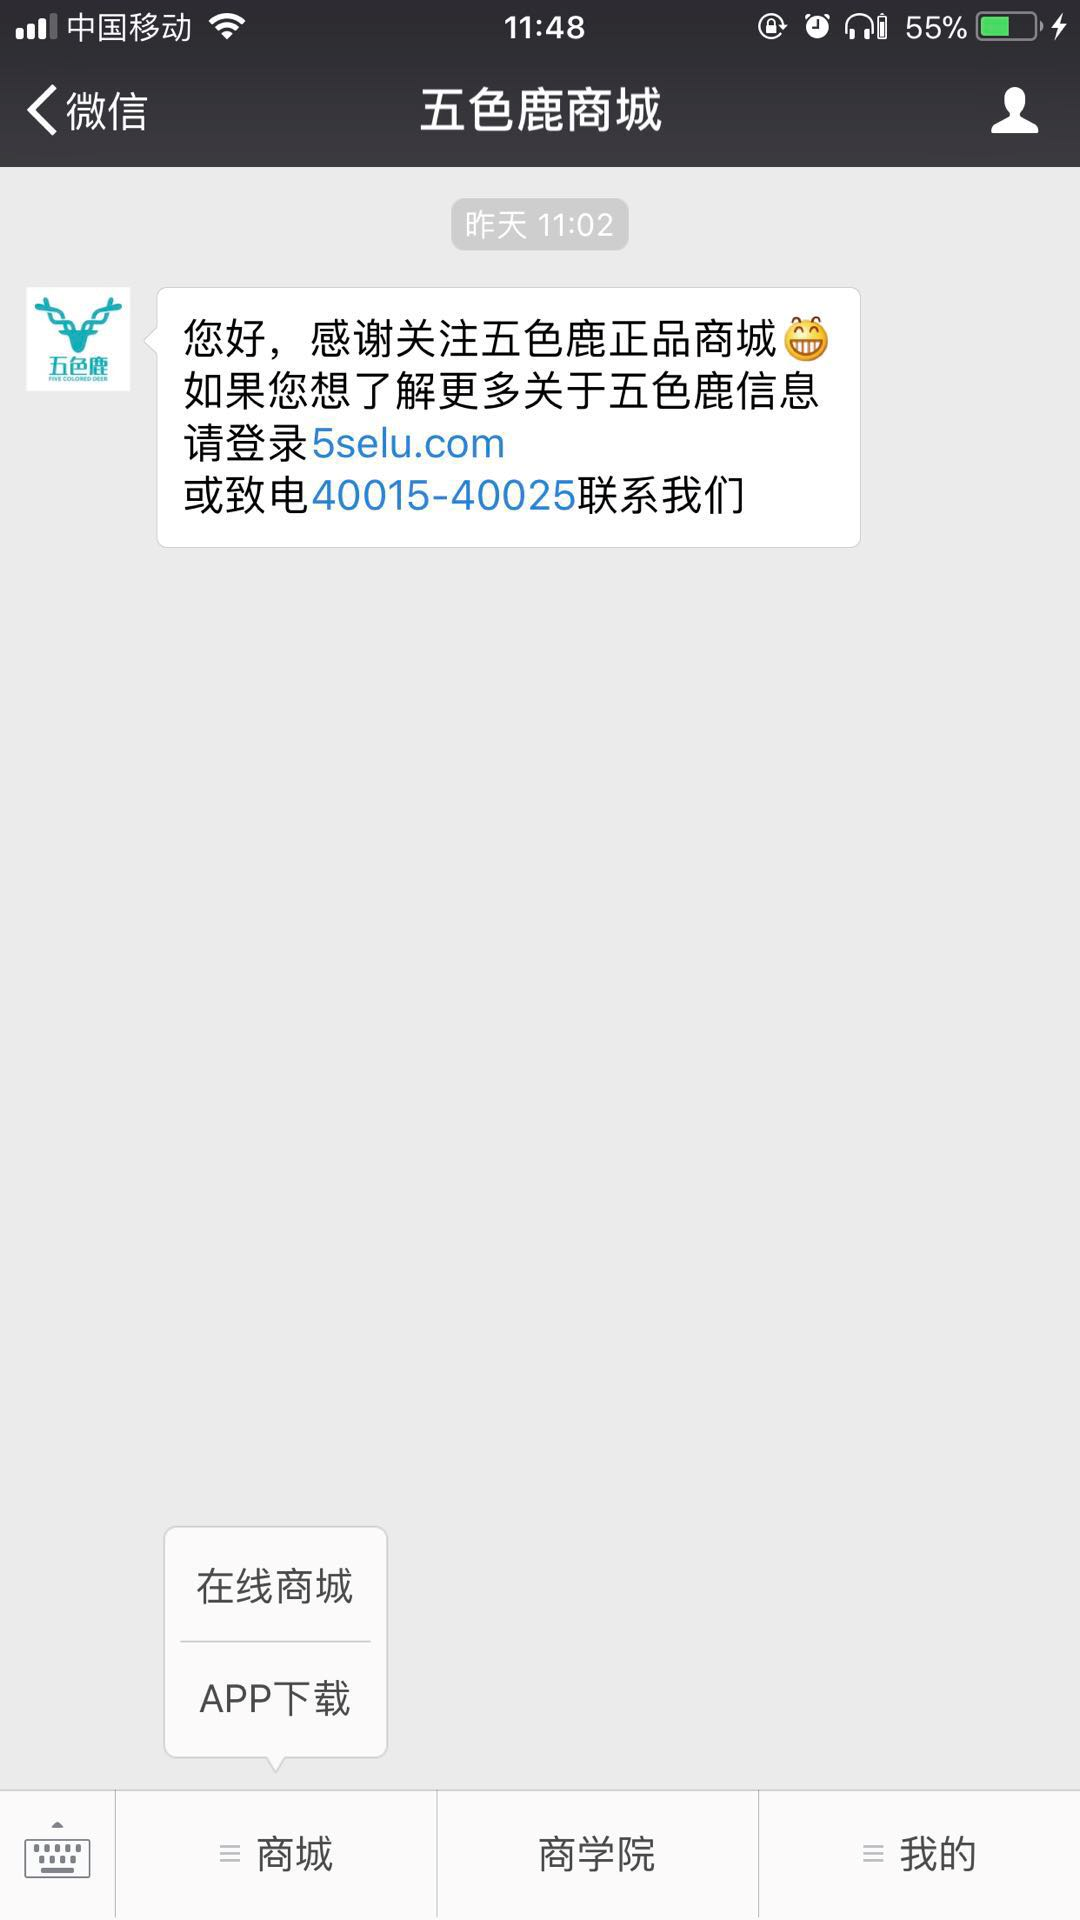 中国移动
11:48
55%
微信
五色鹿商城
昨天 11:02
五色鹿
FIVE COLORED DEER
您好，感谢关注五色鹿正品商城😁
如果您想了解更多关于五色鹿信息
请登录5selu.com
或致电40015-40025联系我们
在线商城
APP下载
商城
商学院
我的